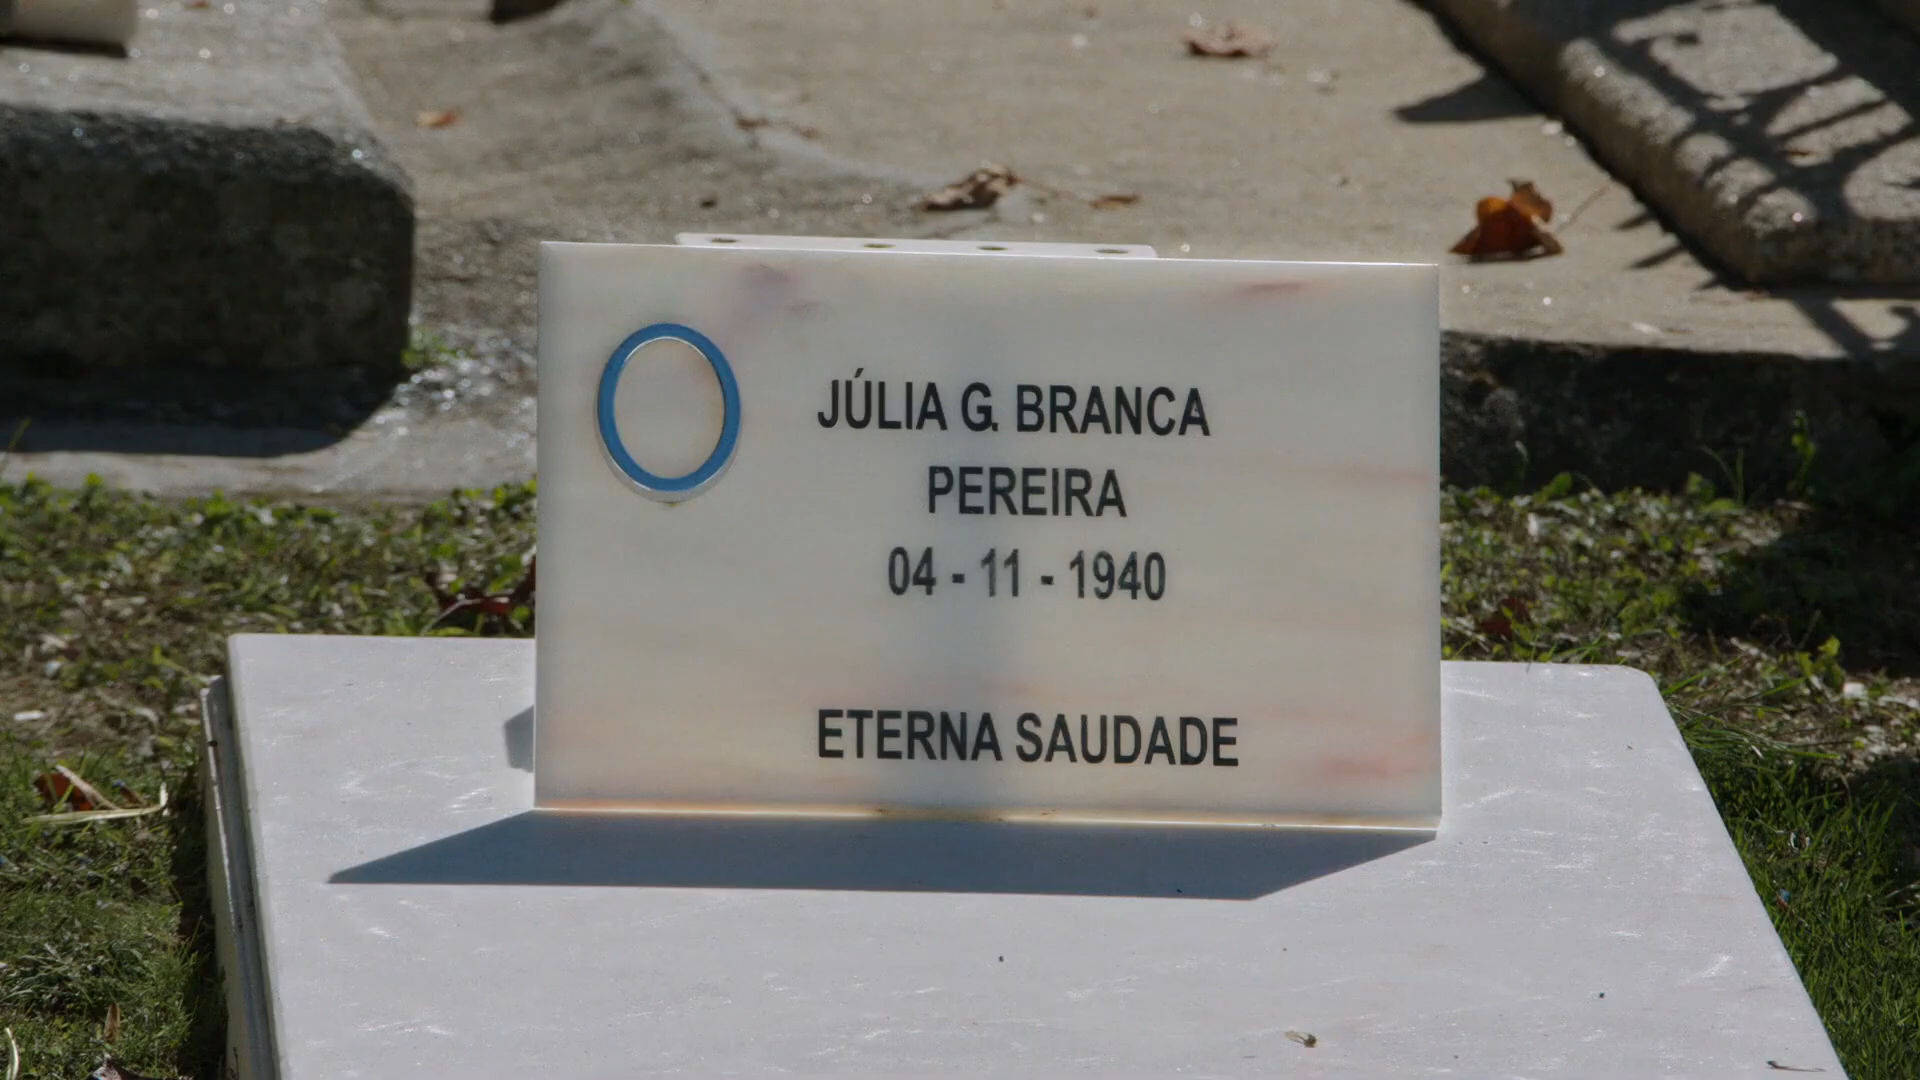 JÚLIA G. BRANCA
PEREIRA
04 - 11 - 1940
ETERNA SAUDADE